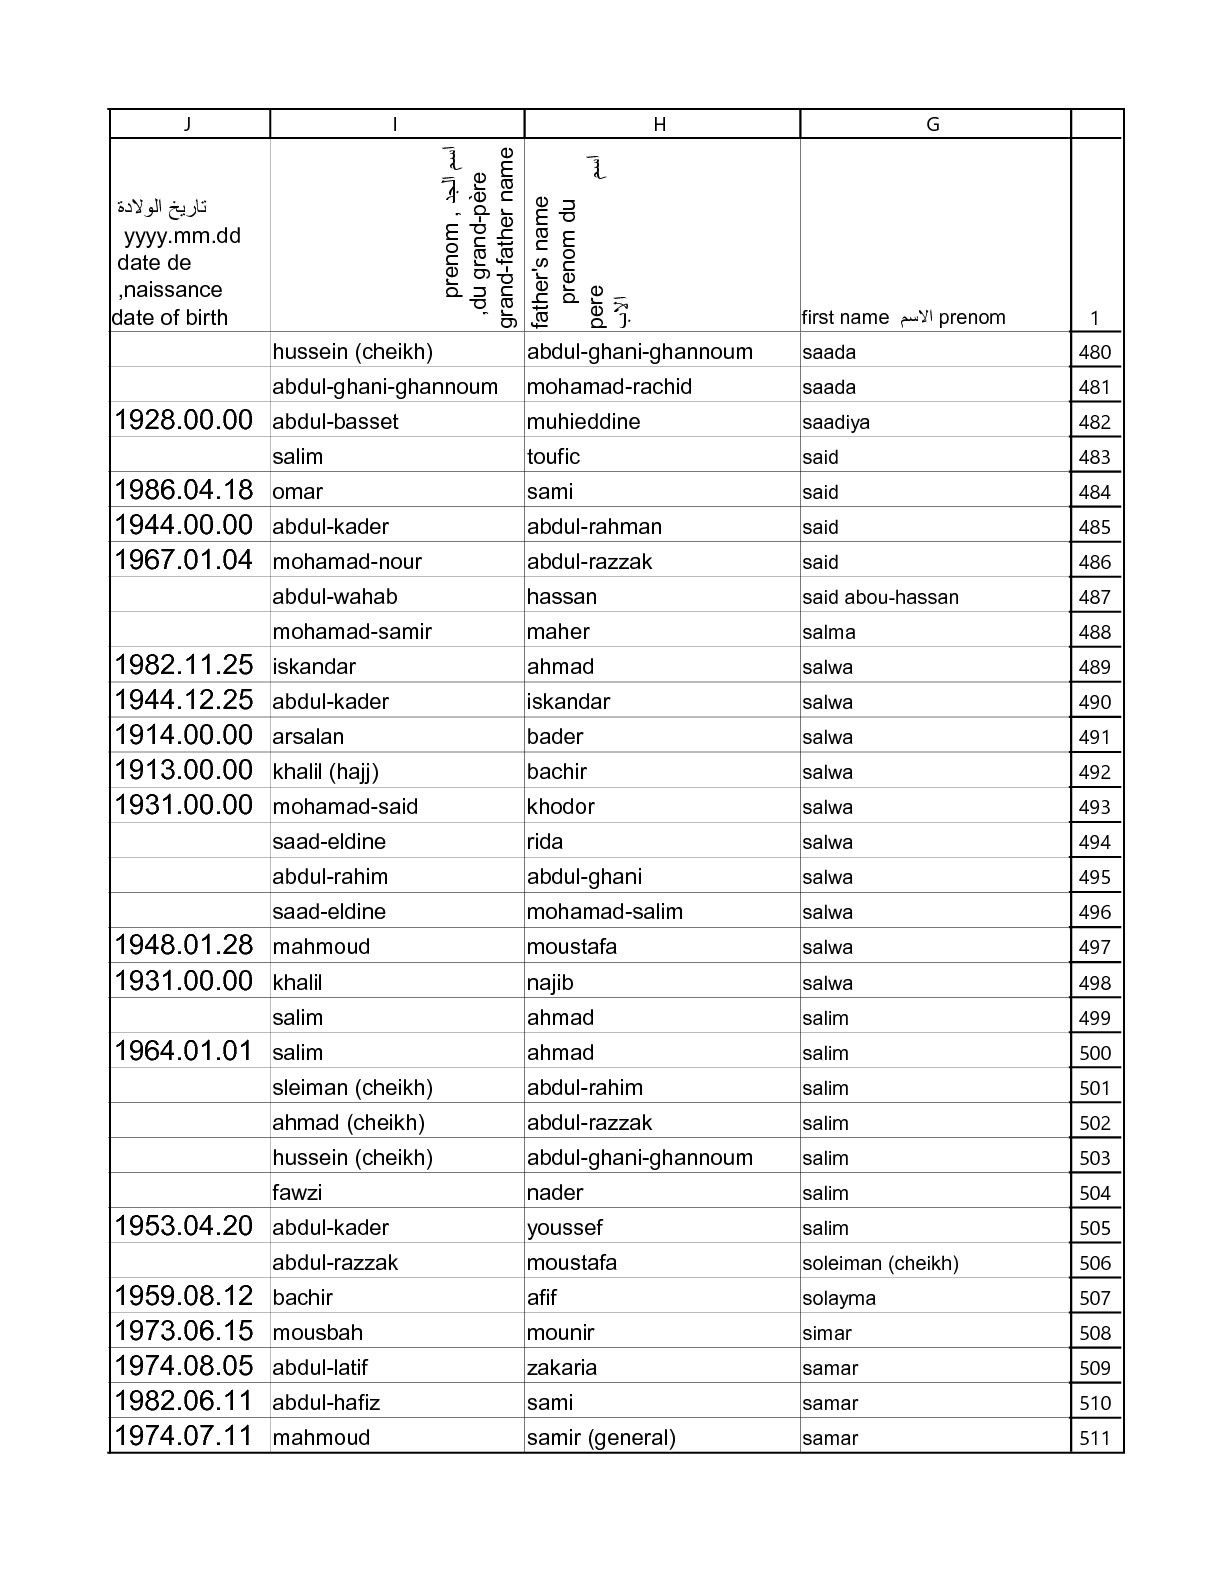 J I H G
تاريخ الولادة
yyyy.mm.dd
date de
,naissance
date of birth
prenom , اسم الجد
,du grand-père
grand-father name
father's name
prenom du
pere اسم
الاب
first name الاسم prenom 1
hussein (cheikh) abdul-ghani-ghannoum saada 480
abdul-ghani-ghannoum mohamad-rachid saada 481
1928.00.00 abdul-basset muhieddine saadiya 482
salim toufic said 483
1986.04.18 omar sami said 484
1944.00.00 abdul-kader abdul-rahman said 485
1967.01.04 mohamad-nour abdul-razzak said 486
abdul-wahab hassan said abou-hassan 487
mohamad-samir maher salma 488
1982.11.25 iskandar ahmad salwa 489
1944.12.25 abdul-kader iskandar salwa 490
1914.00.00 arsalan bader salwa 491
1913.00.00 khalil (hajj) bachir salwa 492
1931.00.00 mohamad-said khodor salwa 493
saad-eldine rida salwa 494
abdul-rahim abdul-ghani salwa 495
saad-eldine mohamad-salim salwa 496
1948.01.28 mahmoud moustafa salwa 497
1931.00.00 khalil najib salwa 498
salim ahmad salim 499
1964.01.01 salim ahmad salim 500
sleiman (cheikh) abdul-rahim salim 501
ahmad (cheikh) abdul-razzak salim 502
hussein (cheikh) abdul-ghani-ghannoum salim 503
fawzi nader salim 504
1953.04.20 abdul-kader youssef salim 505
abdul-razzak moustafa soleiman (cheikh) 506
1959.08.12 bachir afif solayma 507
1973.06.15 mousbah mounir simar 508
1974.08.05 abdul-latif zakaria samar 509
1982.06.11 abdul-hafiz sami samar 510
1974.07.11 mahmoud samir (general) samar 511